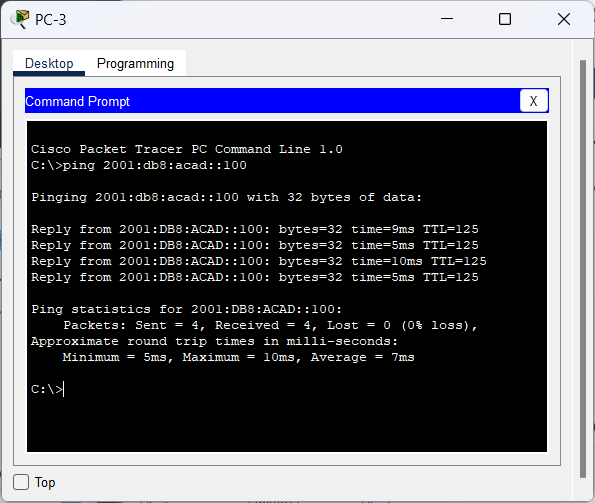 PC-3
Desktop Programming
Command Prompt X
Cisco Packet Tracer PC Command Line 1.0
C:\>ping 2001:db8:acad::100
Pinging 2001:db8:acad::100 with 32 bytes of data:
Reply from 2001:DB8:ACAD::100: bytes=32 time=9ms TTL=125
Reply from 2001:DB8:ACAD::100: bytes=32 time=5ms TTL=125
Reply from 2001:DB8:ACAD::100: bytes=32 time=10ms TTL=125
Reply from 2001:DB8:ACAD::100: bytes=32 time=5ms TTL=125
Ping statistics for 2001:DB8:ACAD::100:
Packets: Sent = 4, Received = 4, Lost = 0 (0% loss),
Approximate round trip times in milli-seconds:
Minimum = 5ms, Maximum = 10ms, Average = 7ms
C:\>
Top